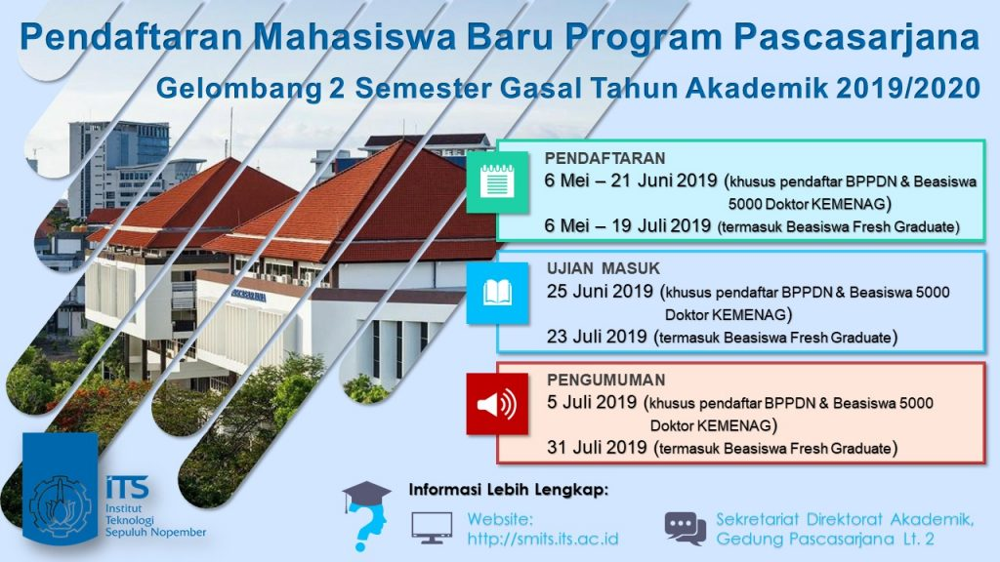 Pendaftaran Mahasiswa Baru Program Pascasarjana
Gelombang 2 Semester Gasal Tahun Akademik 2019/2020
PENDAFTARAN
6 Mei – 21 Juni 2019 (khusus pendaftar BPPDN & Beasiswa
5000 Doktor KEMENAG)
6 Mei – 19 Juli 2019 (termasuk Beasiswa Fresh Graduate)
UJIAN MASUK
25 Juni 2019 (khusus pendaftar BPPDN & Beasiswa 5000
Doktor KEMENAG)
23 Juli 2019 (termasuk Beasiswa Fresh Graduate)
PENGUMUMAN
5 Juli 2019 (khusus pendaftar BPPDN & Beasiswa 5000
Doktor KEMENAG)
31 Juli 2019 (termasuk Beasiswa Fresh Graduate)
PASCASARJANA
iTS
Institut
Teknologi
Sepuluh Nopember
Informasi Lebih Lengkap:
Website:
http://smits.its.ac.id
Sekretariat Direktorat Akademik,
Gedung Pascasarjana Lt. 2